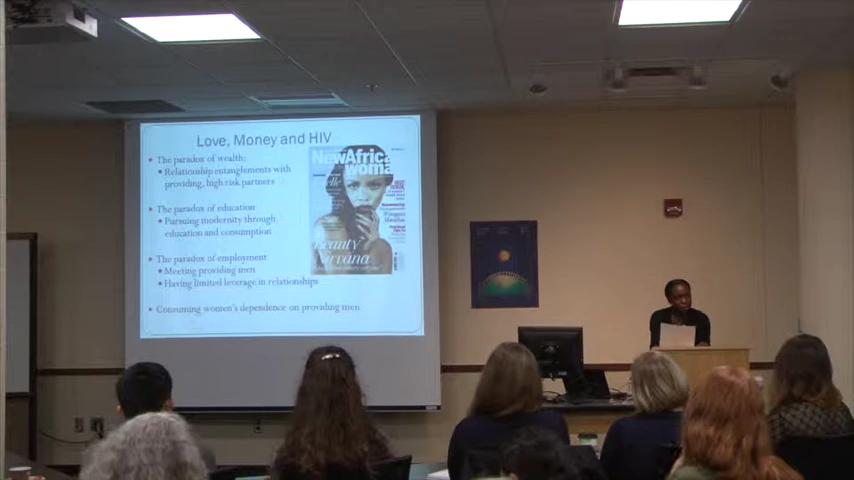 Love, Money and HIV
• The paradox of wealth:
• Relationship entanglements with
providing, high risk partners
• The paradox of education
• Pursuing modernity through
education and consumption
• The paradox of employment
• Meeting providing men
• Having limited leverage in relationships
• Consuming women's dependence on providing men
NewAfrica
woma
Beauty
Nirvana